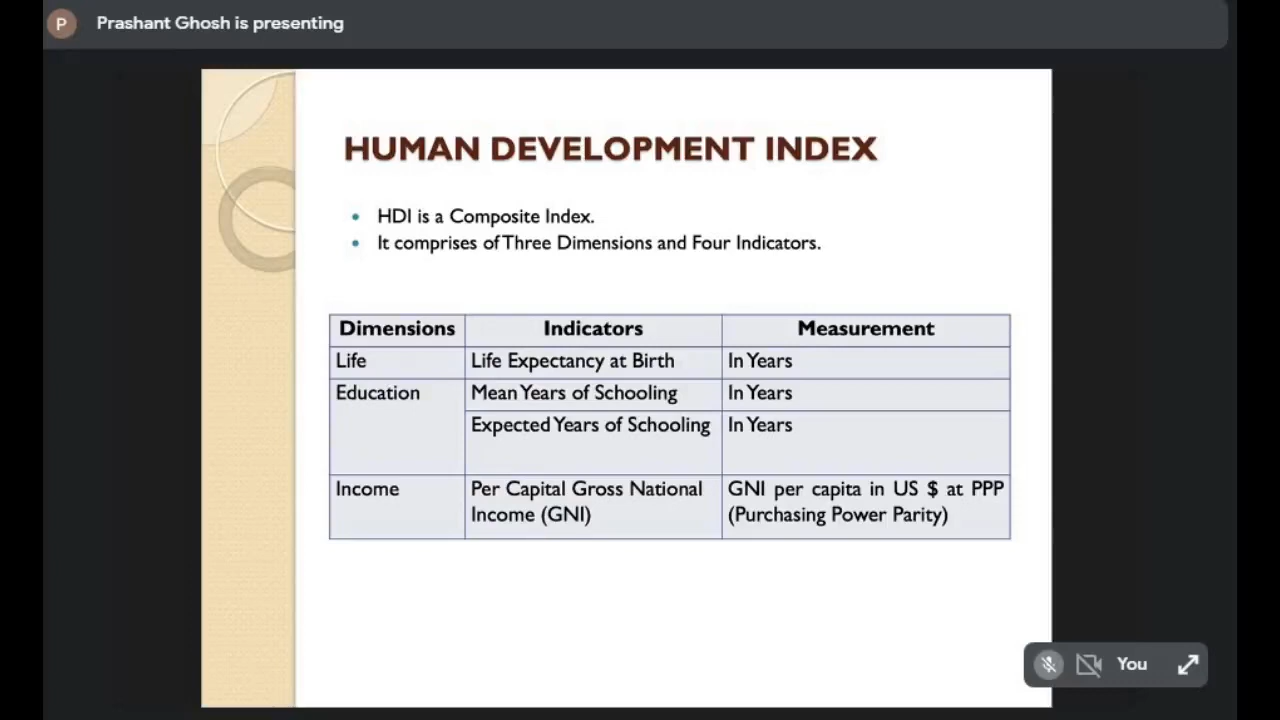 P
Prashant Ghosh is presenting
HUMAN DEVELOPMENT INDEX
• HDI is a Composite Index.
• It comprises of Three Dimensions and Four Indicators.
Dimensions Indicators Measurement
Life Life Expectancy at Birth In Years
Education Mean Years of Schooling In Years
Expected Years of Schooling In Years
Income Per Capital Gross National GNI per capita in US $ at PPP
Income (GNI) (Purchasing Power Parity)
You